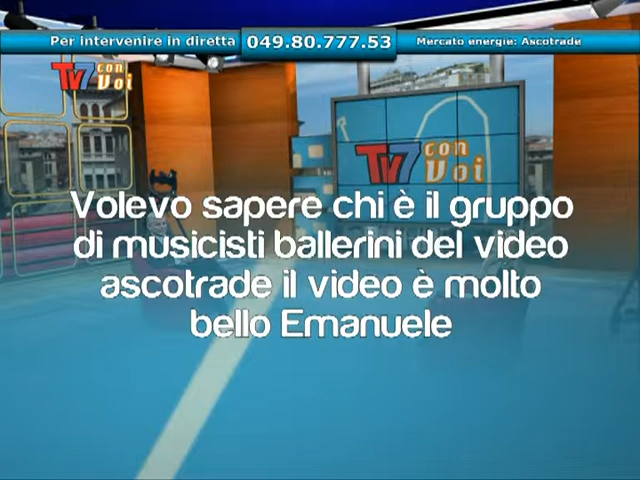 Per intervenire in diretta 049.80.777.53 Mercato energie: Ascotrade
TV7 con Voi
TV7 con Voi
Volevo sapere chi è il gruppo
di musicisti ballerini del video
ascotrade il video è molto
bello Emanuele